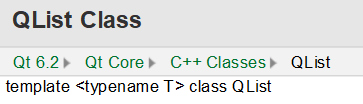 QList Class
Qt 6.2 Qt Core C++ Classes QList
template <typename T> class QList